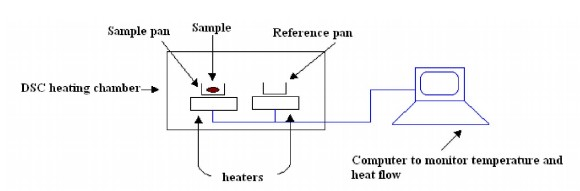 Sample pan
Sample
Reference pan
DSC heating chamber
heaters
Computer to monitor temperature and
heat flow